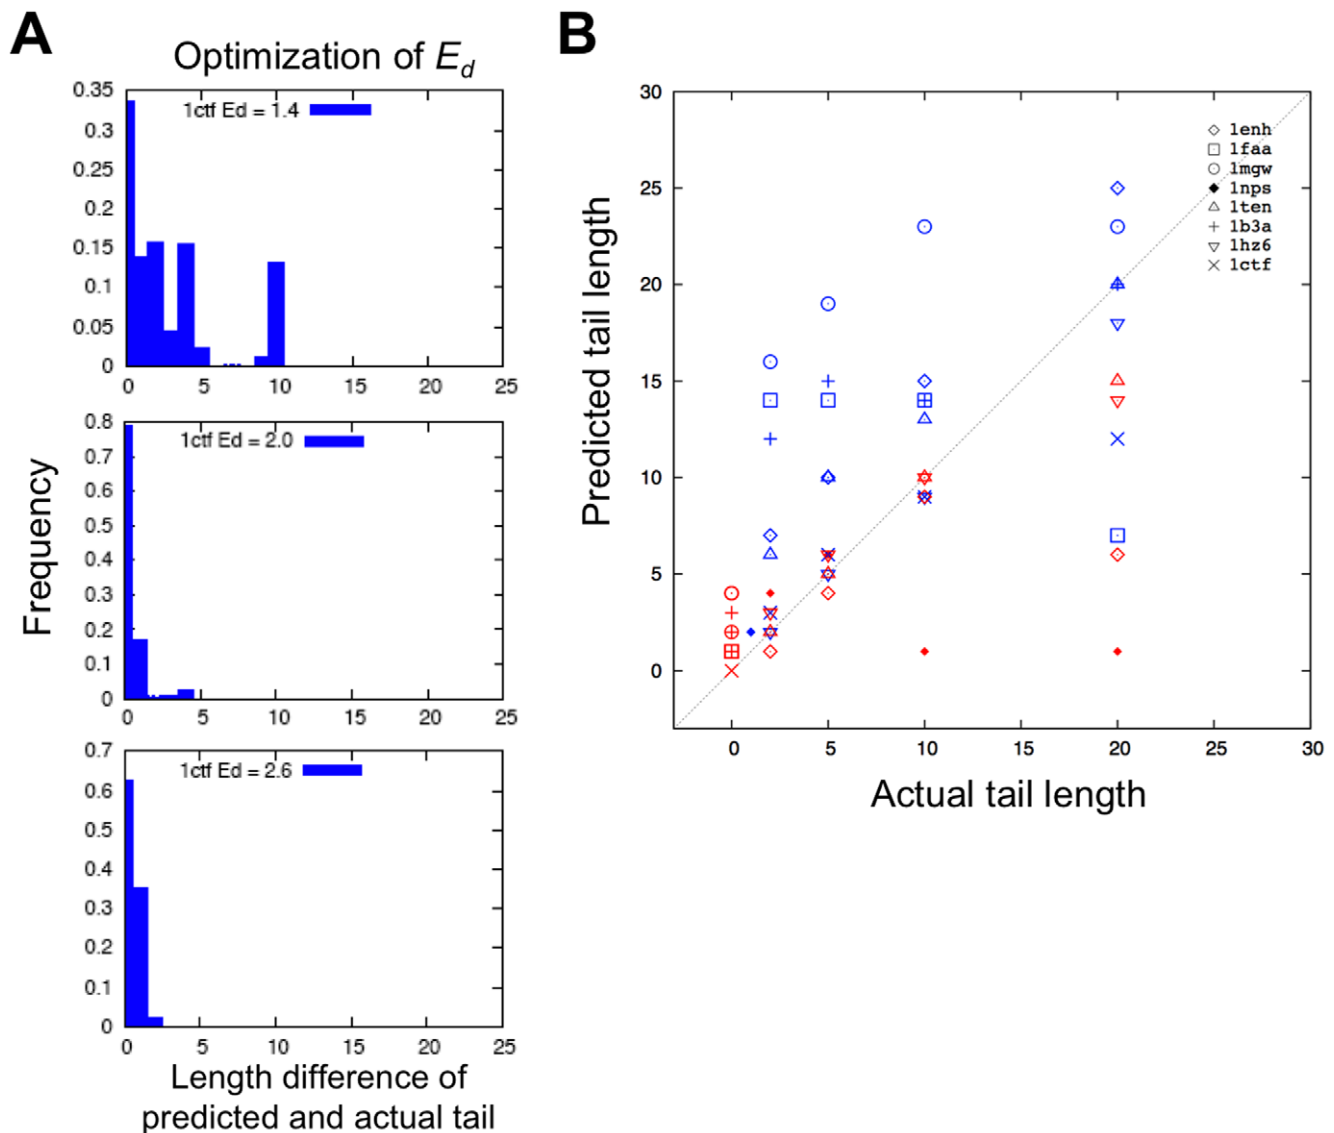 A
Optimization of Ed
0.35
0.3
0.25
0.2
0.15
0.1
0.05
0
1ctf Ed = 1.4
0 5 10 15 20 25
0.8
0.7
0.6
0.5
0.4
0.3
0.2
0.1
0
1ctf Ed = 2.0
0 5 10 15 20 25
0.7
0.6
0.5
0.4
0.3
0.2
0.1
0
1ctf Ed = 2.6
0 5 10 15 20 25
Frequency
Length difference of
predicted and actual tail
B
30
25
20
15
10
5
0
Predicted tail length
1enh
1faa
1mgw
1nps
1ten
1b3a
1hz6
1ctf
0 5 10 15 20 25 30
Actual tail length